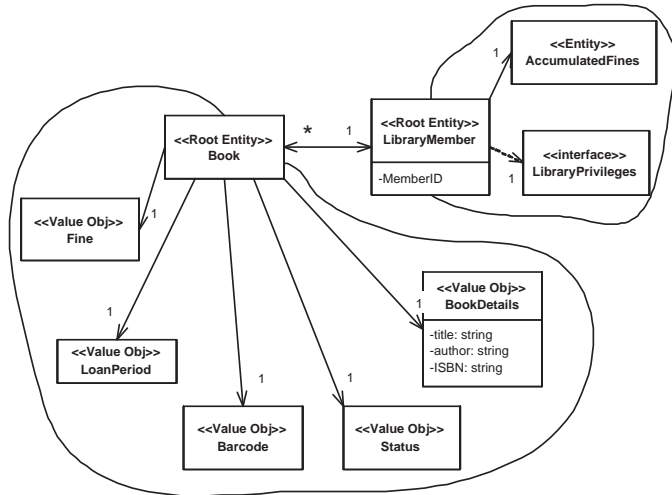 <<Entity>>
AccumulatedFines
1
<<Root Entity>>
LibraryMember
-MemberID
<<interface>>
LibraryPrivileges
1
<<Root Entity>>
Book
*
1
<<Value Obj>>
Fine
1
<<Value Obj>>
BookDetails
-title: string
-author: string
-ISBN: string
1
<<Value Obj>>
LoanPeriod
1
<<Value Obj>>
Barcode
1
<<Value Obj>>
Status
1